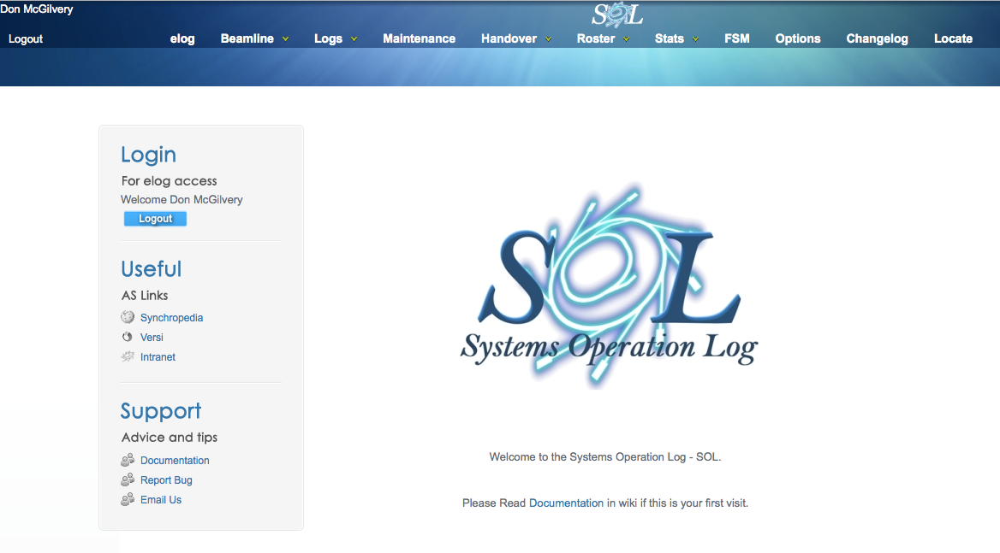 Don McGilvery
SOL
Logout elog Beamline Logs Maintenance Handover Roster Stats FSM Options Changelog Locate
Login
For elog access
Welcome Don McGilvery
Logout
Useful
AS Links
Synchropedia
Versi
Intranet
Support
Advice and tips
Documentation
Report Bug
Email Us
SOL
Systems Operation Log
Welcome to the Systems Operation Log - SOL.
Please Read Documentation in wiki if this is your first visit.